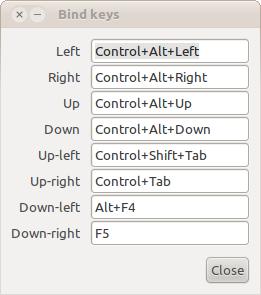 Bind keys
Left Control+Alt+Left
Right Control+Alt+Right
Up Control+Alt+Up
Down Control+Alt+Down
Up-left Control+Shift+Tab
Up-right Control+Tab
Down-left Alt+F4
Down-right F5
Close